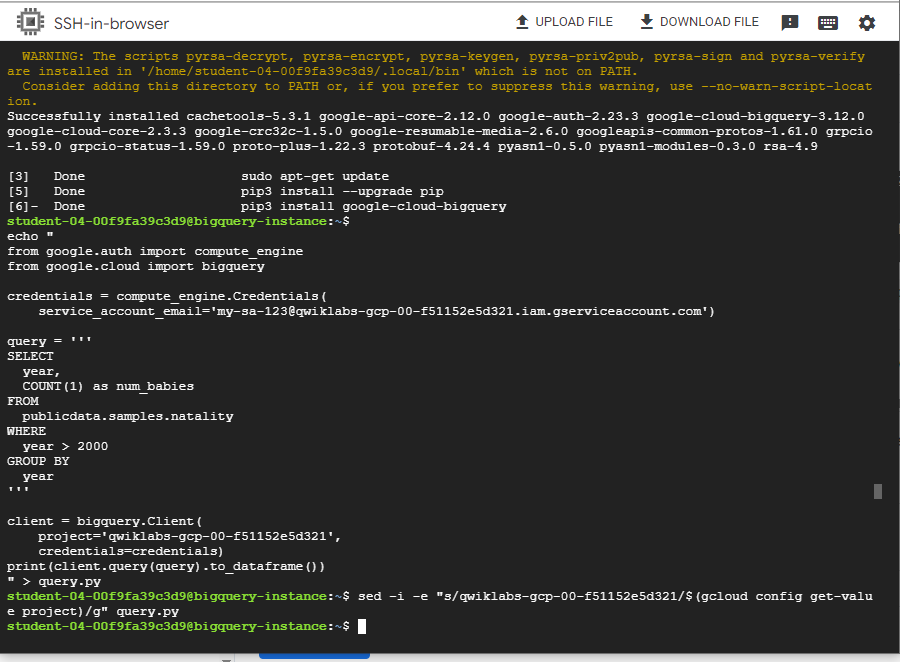 SSH-in-browser
UPLOAD FILE
DOWNLOAD FILE
  WARNING: The scripts pyrsa-decrypt, pyrsa-encrypt, pyrsa-keygen, pyrsa-priv2pub, pyrsa-sign and pyrsa-verify
are installed in '/home/student-04-00f9fa39c3d9/.local/bin' which is not on PATH.
  Consider adding this directory to PATH or, if you prefer to suppress this warning, use --no-warn-script-locat
ion.
Successfully installed cachetools-5.3.1 google-api-core-2.12.0 google-auth-2.23.3 google-cloud-bigquery-3.12.0
google-cloud-core-2.3.3 google-crc32c-1.5.0 google-resumable-media-2.6.0 googleapis-common-protos-1.61.0 grpcio
-1.59.0 grpcio-status-1.59.0 proto-plus-1.22.3 protobuf-4.24.4 pyasn1-0.5.0 pyasn1-modules-0.3.0 rsa-4.9
[3]   Done                    sudo apt-get update
[5]   Done                    pip3 install --upgrade pip
[6]-  Done                    pip3 install google-cloud-bigquery
student-04-00f9fa39c3d9@bigquery-instance:~$
echo "
from google.auth import compute_engine
from google.cloud import bigquery
credentials = compute_engine.Credentials(
    service_account_email='my-sa-123@qwiklabs-gcp-00-f51152e5d321.iam.gserviceaccount.com')
query = '''
SELECT
  year,
  COUNT(1) as num_babies
FROM
  publicdata.samples.natality
WHERE
  year > 2000
GROUP BY
  year
'''
client = bigquery.Client(
    project='qwiklabs-gcp-00-f51152e5d321',
    credentials=credentials)
print(client.query(query).to_dataframe())
" > query.py
student-04-00f9fa39c3d9@bigquery-instance:~$ sed -i -e "s/qwiklabs-gcp-00-f51152e5d321/$(gcloud config get-valu
e project)/g" query.py
student-04-00f9fa39c3d9@bigquery-instance:~$